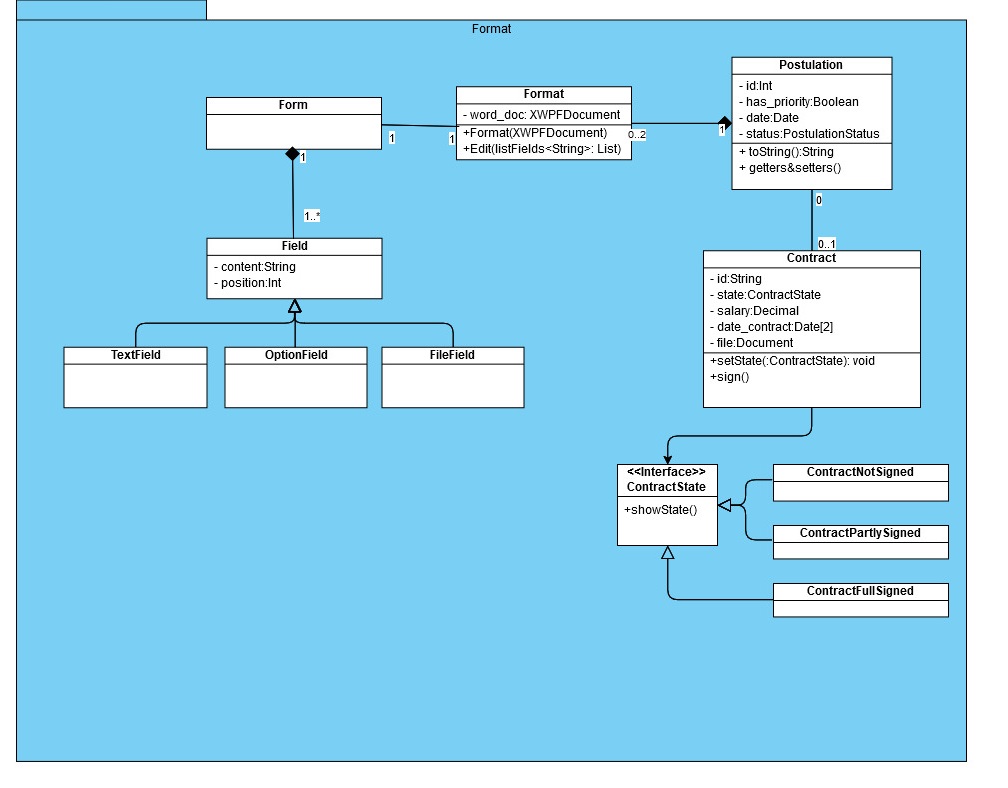 Format
Form
1
1
1..*
Format
- word_doc: XWPFDocument
+Format(XWPFDocument)
+Edit(listFields<String>: List)
1
0..2
Postulation
- id:Int
- has_priority:Boolean
- date:Date
- status:PostulationStatus
+ toString():String
+ getters&setters()
1
0
0..1
Field
- content:String
- position:Int
TextField
OptionField
FileField
Contract
- id:String
- state:ContractState
- salary:Decimal
- date_contract:Date[2]
- file:Document
+setState(:ContractState): void
+sign()
<<Interface>>
ContractState
+showState()
ContractNotSigned
ContractPartlySigned
ContractFullSigned